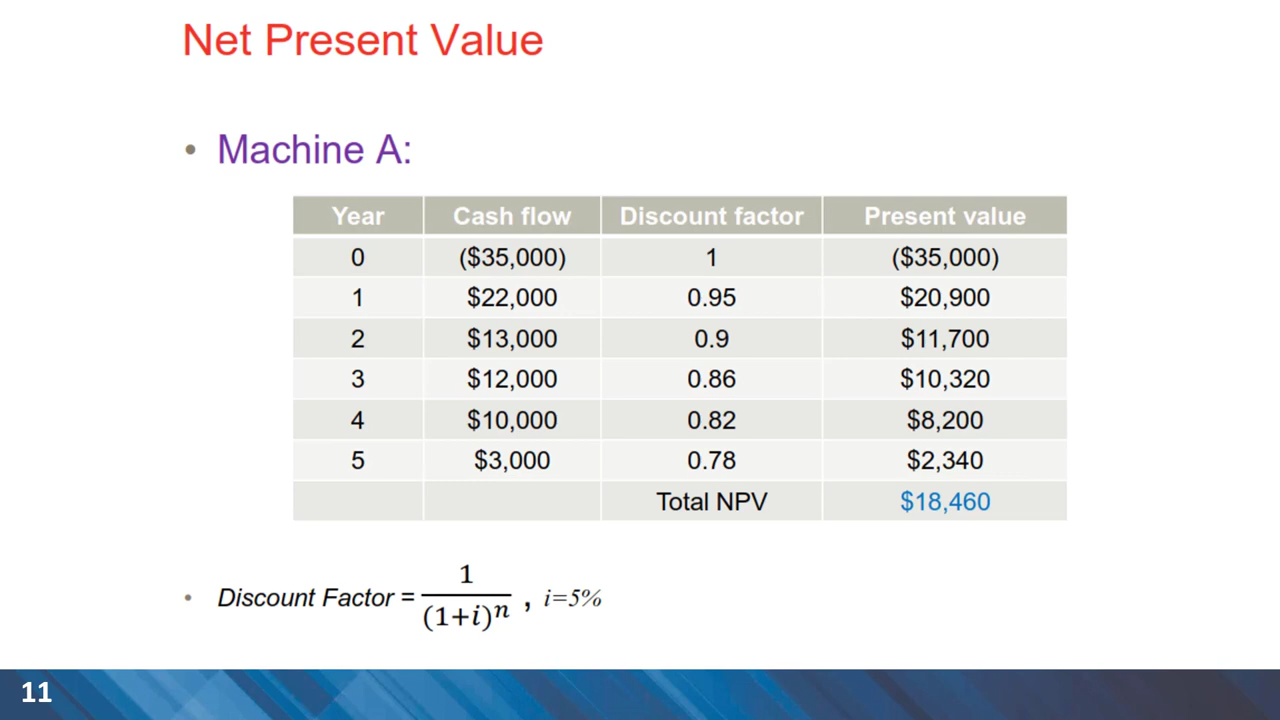 Net Present Value
• Machine A:
Year Cash flow Discount factor Present value
0 ($35,000) 1 ($35,000)
1 $22,000 0.95 $20,900
2 $13,000 0.9 $11,700
3 $12,000 0.86 $10,320
4 $10,000 0.82 $8,200
5 $3,000 0.78 $2,340
Total NPV $18,460
• Discount Factor = 1/(1+i)ⁿ , i=5%
11